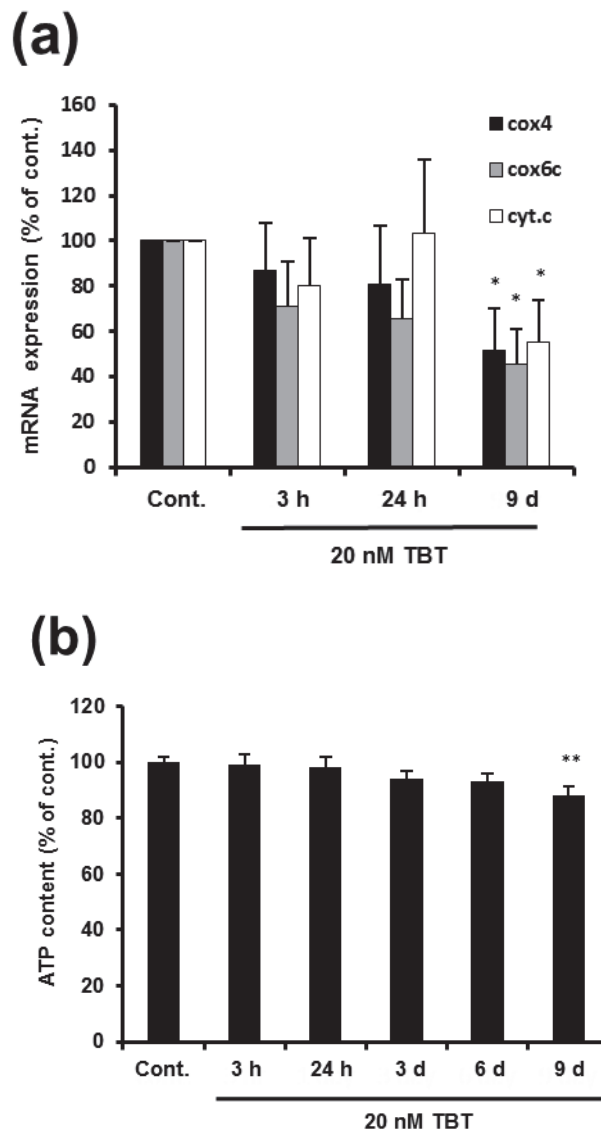 (a)
mRNA expression (% of cont.)
160
140
120
100
80
60
40
20
0
cox4
cox6c
cyt.c
* * *
Cont. 3 h 24 h 9 d
20 nM TBT
(b)
ATP content (% of cont.)
120
100
80
60
40
20
0
**
Cont. 3 h 24 h 3 d 6 d 9 d
20 nM TBT